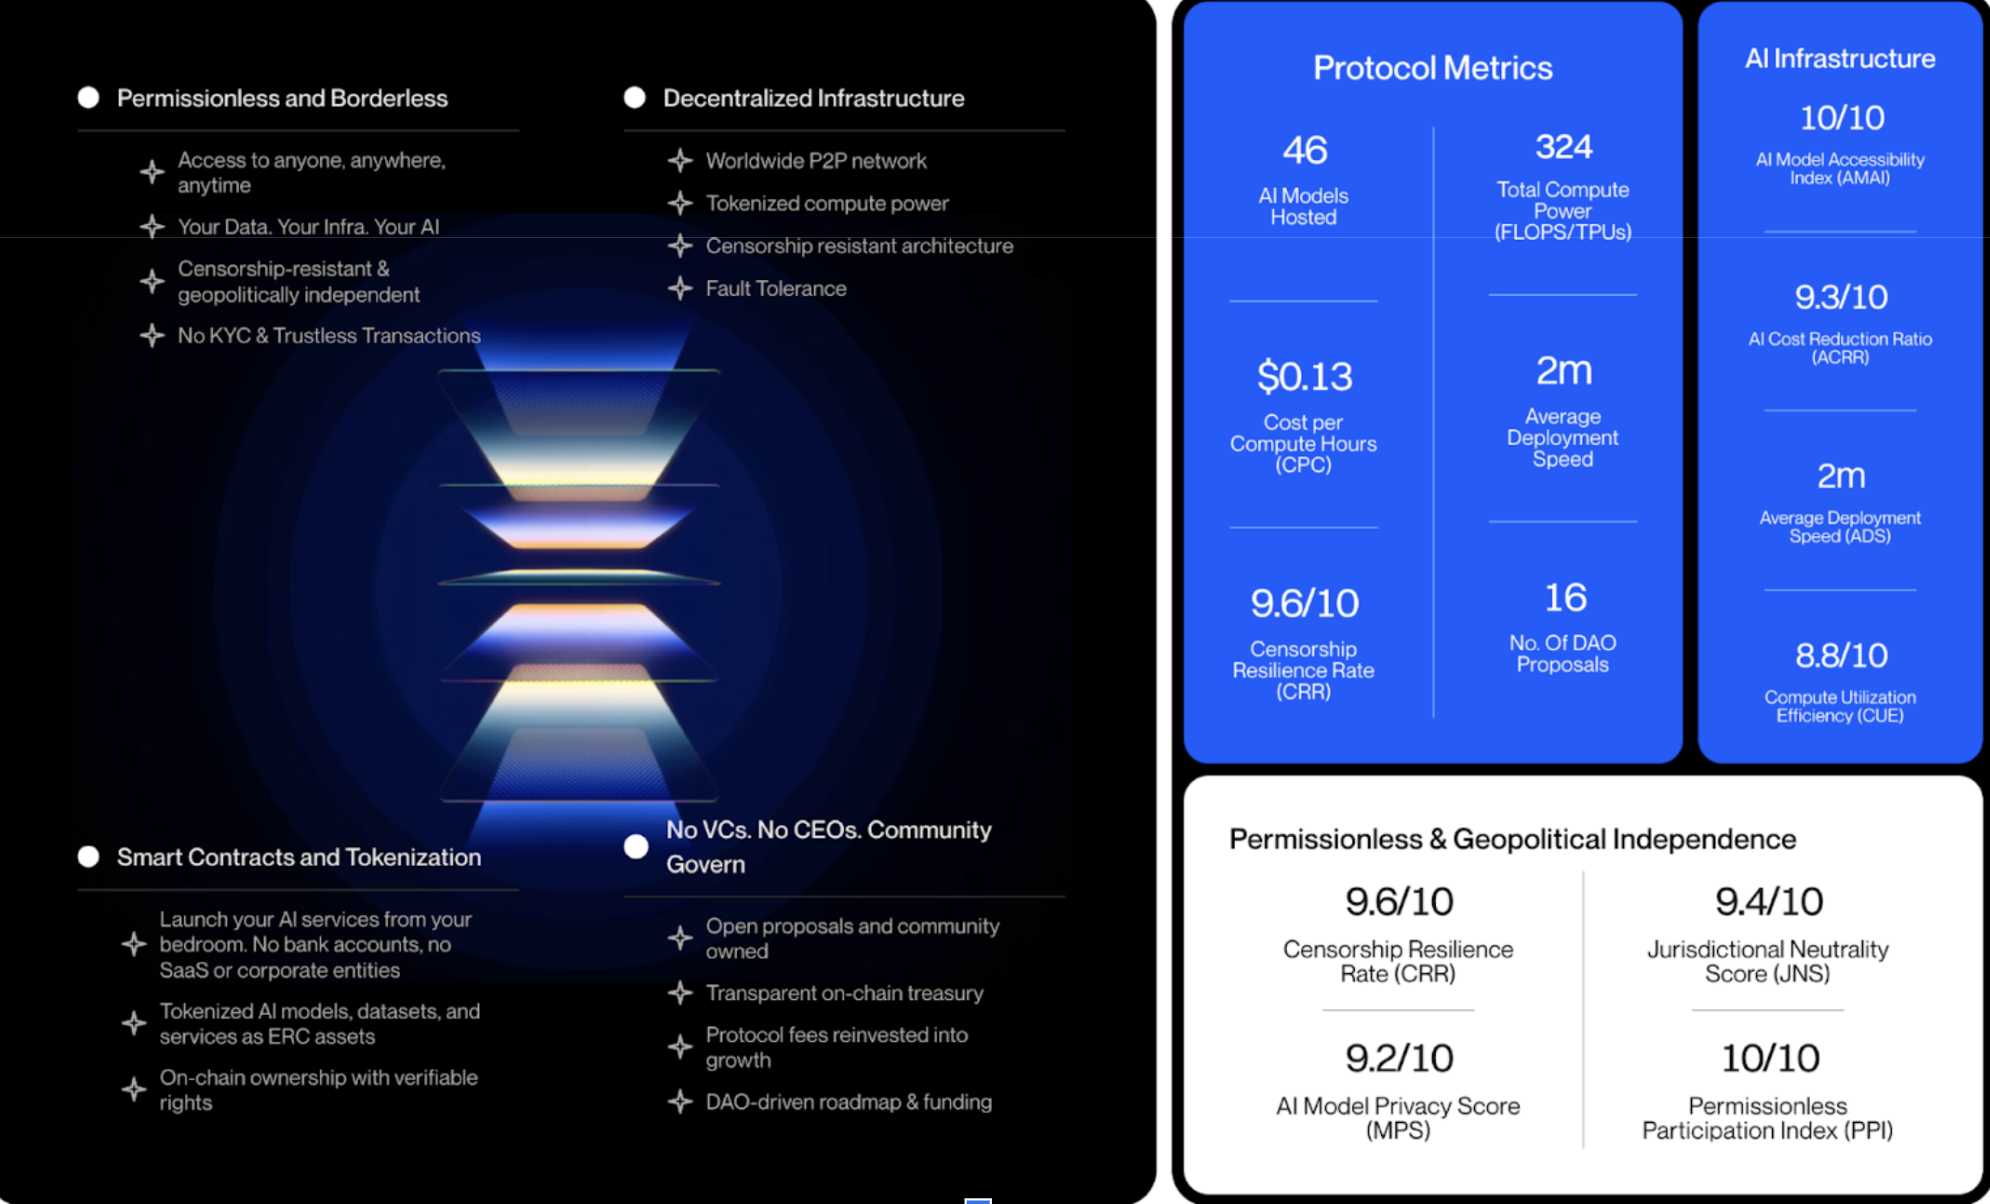 Permissionless and Borderless
Access to anyone, anywhere,
anytime
Your Data. Your Infra. Your AI
Censorship-resistant &
geopolitically independent
No KYC & Trustless Transactions
Decentralized Infrastructure
Worldwide P2P network
Tokenized compute power
Censorship resistant architecture
Fault Tolerance
Smart Contracts and Tokenization
Launch your AI services from your
bedroom. No bank accounts, no
SaaS or corporate entities
Tokenized AI models, datasets, and
services as ERC assets
On-chain ownership with verifiable
rights
No VCs. No CEOs. Community
Govern
Open proposals and community
owned
Transparent on-chain treasury
Protocol fees reinvested into
growth
DAO-driven roadmap & funding
Protocol Metrics
46
AI Models
Hosted
324
Total Compute
Power
(FLOPS/TPUs)
$0.13
Cost per
Compute Hours
(CPC)
2m
Average
Deployment
Speed
9.6/10
Censorship
Resilience Rate
(CRR)
16
No. Of DAO
Proposals
AI Infrastructure
10/10
AI Model Accessibility
Index (AMAI)
9.3/10
AI Cost Reduction Ratio
(ACRR)
2m
Average Deployment
Speed (ADS)
8.8/10
Compute Utilization
Efficiency (CUE)
Permissionless & Geopolitical Independence
9.6/10
Censorship Resilience
Rate (CRR)
9.4/10
Jurisdictional Neutrality
Score (JNS)
9.2/10
AI Model Privacy Score
(MPS)
10/10
Permissionless
Participation Index (PPI)